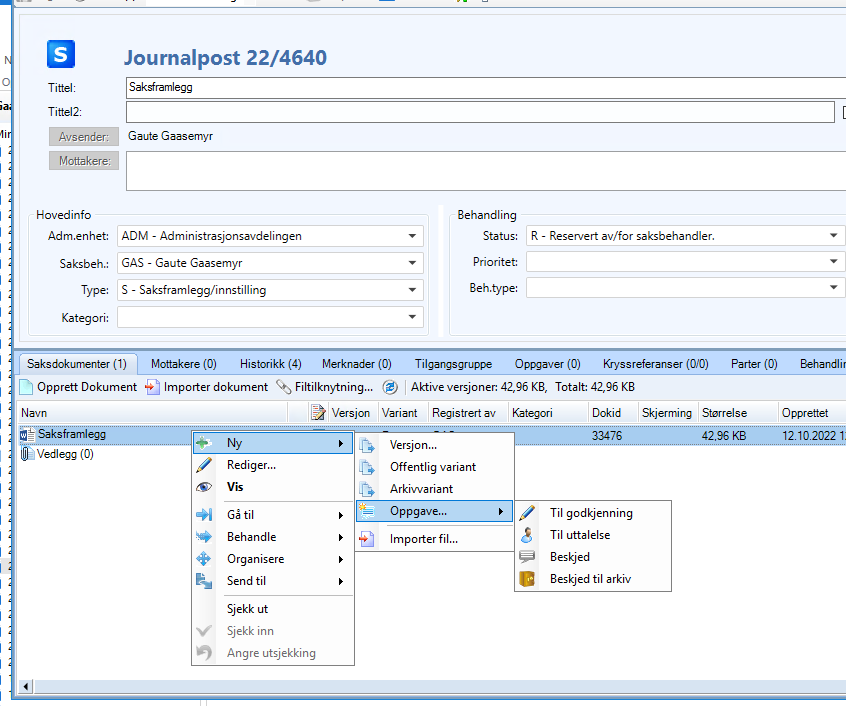 S
Journalpost 22/4640
Tittel:
Saksframlegg
Tittel2:
Avsender:
Gaute Gaasemyr
Mottakere:
Hovedinfo
Adm.enhet:
ADM - Administrasjonsavdelingen
Saksbeh.:
GAS - Gaute Gaasemyr
Type:
S - Saksframlegg/innstilling
Kategori:
Behandling
Status:
R - Reservert av/for saksbehandler.
Prioritet:
Beh.type:
Saksdokumenter (1) Mottakere (0) Historikk (4) Merknader (0) Tilgangsgruppe Oppgaver (0) Kryssreferanser (0/0) Parter (0)
Opprett Dokument Importer dokument Filtilknytning... Aktive versjoner: 42,96 KB, Totalt: 42,96 KB
Navn Versjon Variant Registrert av Kategori Dokid Skjerming Størrelse Opprettet
Saksframlegg 33476 42,96 KB 12.10.2022
Vedlegg (0)
Ny
Rediger...
Vis
Gå til
Behandle
Organisere
Send til
Sjekk ut
Sjekk inn
Angre utsjekking
Versjon...
Offentlig variant
Arkivvariant
Oppgave...
Importer fil...
Til godkjenning
Til uttalelse
Beskjed
Beskjed til arkiv